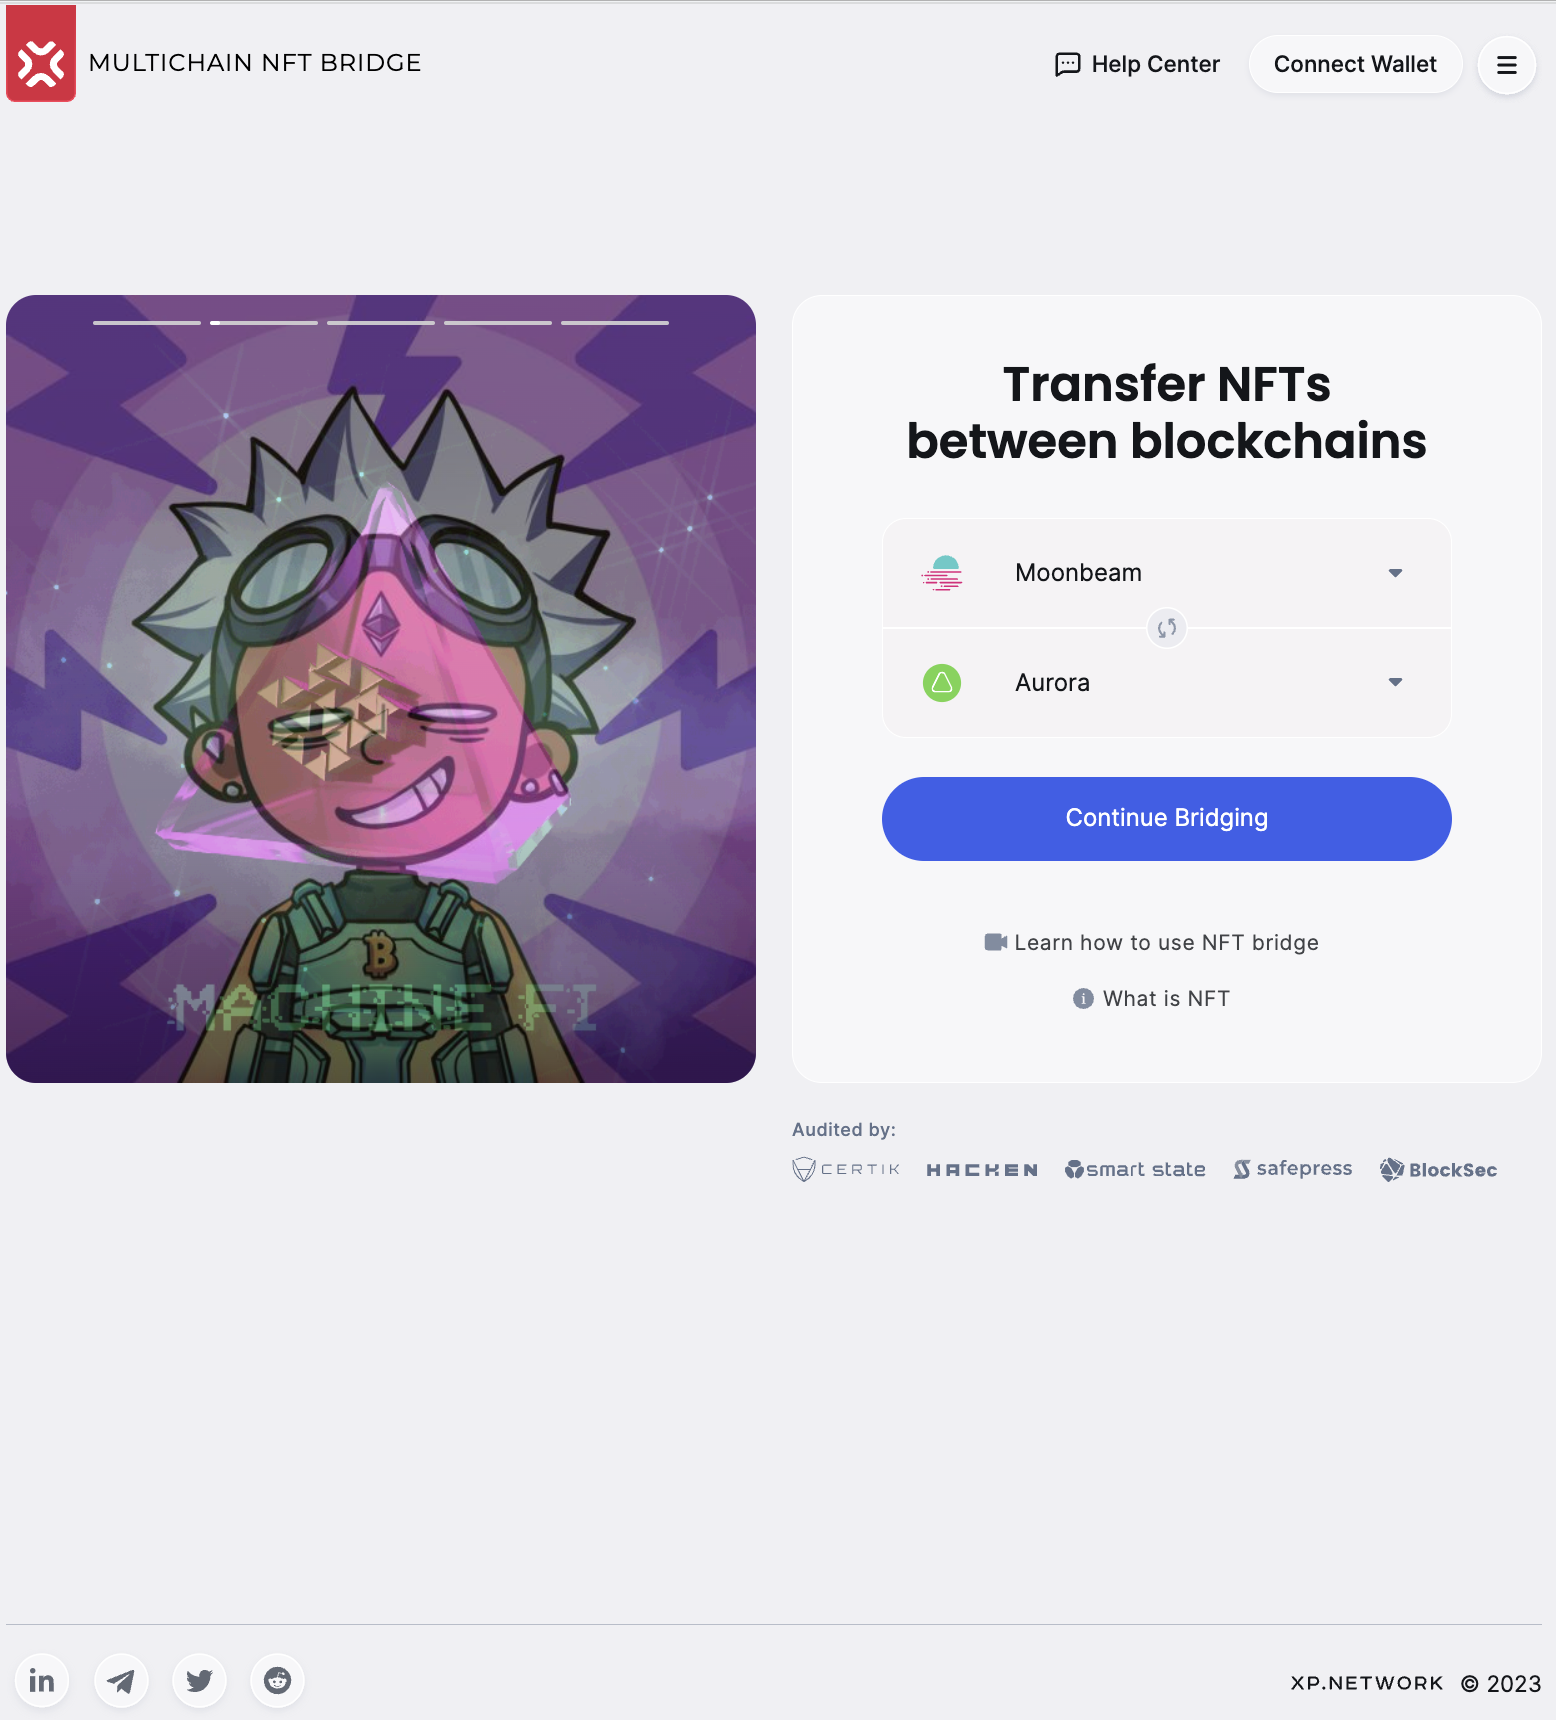 MULTICHAIN NFT BRIDGE
Help Center
Connect Wallet
MACHINE FI
Transfer NFTs
between blockchains
Moonbeam
Aurora
Continue Bridging
Learn how to use NFT bridge
What is NFT
Audited by:
CERTIK
HACKEN
smart state
safepress
BlockSec
in
XP.NETWORK © 2023